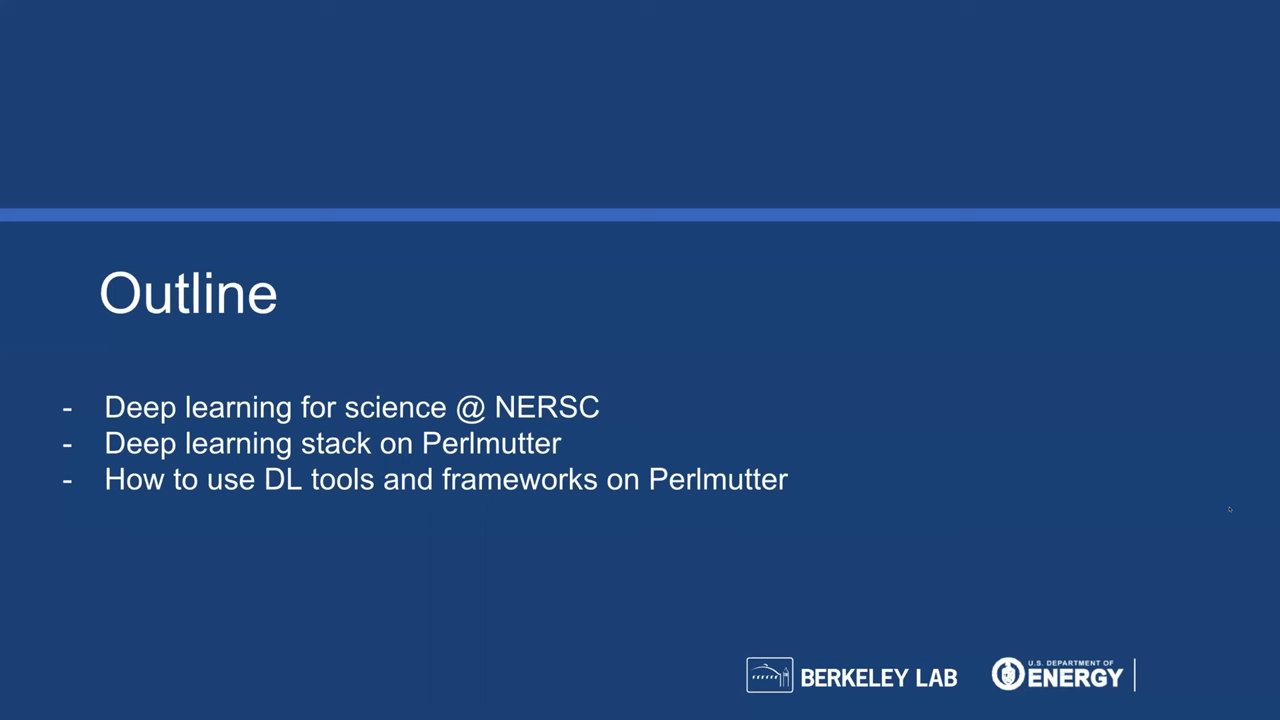 Outline
- Deep learning for science @ NERSC
- Deep learning stack on Perlmutter
- How to use DL tools and frameworks on Perlmutter
BERKELEY LAB
U.S. DEPARTMENT OF
ENERGY